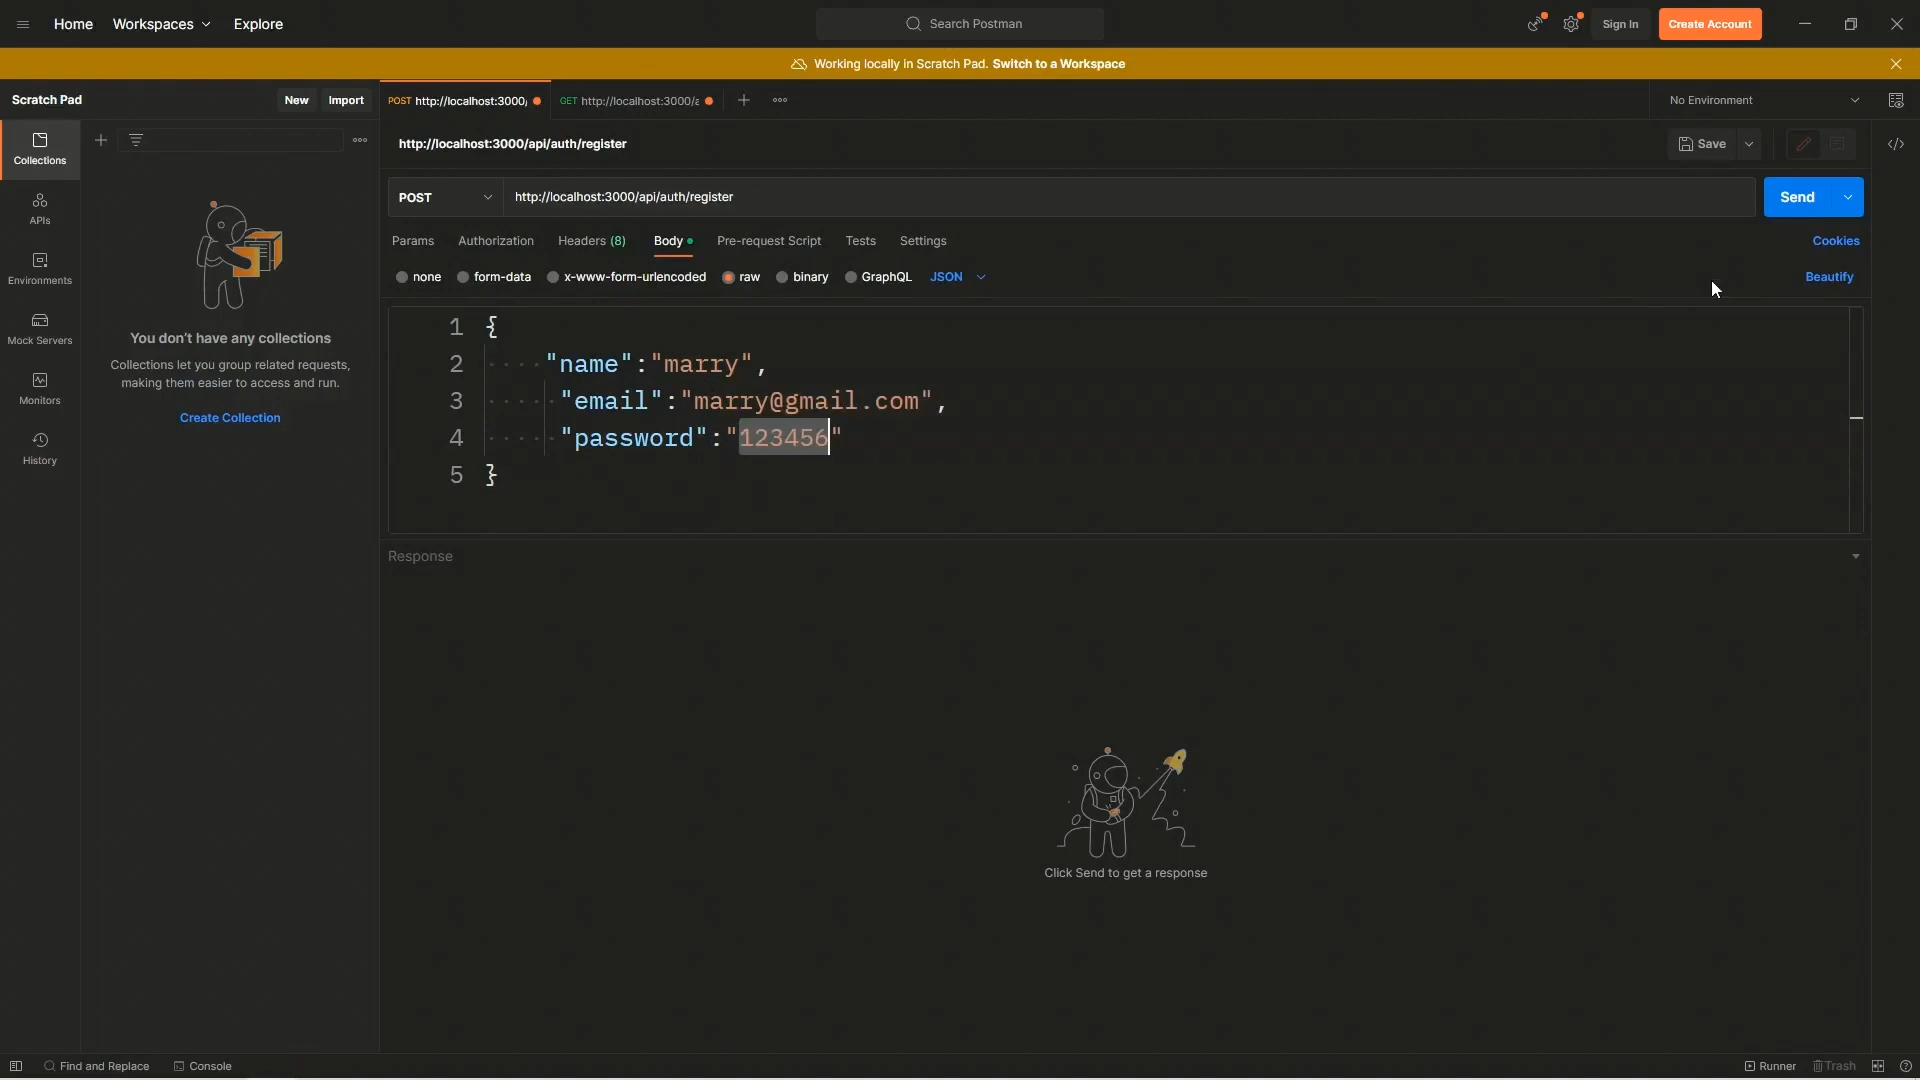 Home Workspaces Explore
Search Postman
Sign In Create Account
Working locally in Scratch Pad. Switch to a Workspace
Scratch Pad New Import
POST http://localhost:3000/ GET http://localhost:3000/a
No Environment
Collections
APIs
Environments
Mock Servers
Monitors
History
You don't have any collections
Collections let you group related requests,
making them easier to access and run.
Create Collection
http://localhost:3000/api/auth/register
Save
POST http://localhost:3000/api/auth/register Send
Params Authorization Headers (8) Body Pre-request Script Tests Settings Cookies
none form-data x-www-form-urlencoded raw binary GraphQL JSON Beautify
1 {
2 "name":"marry",
3 "email":"marry@gmail.com",
4 "password":"123456"
5 }
Response
Click Send to get a response
Find and Replace Console Runner Trash